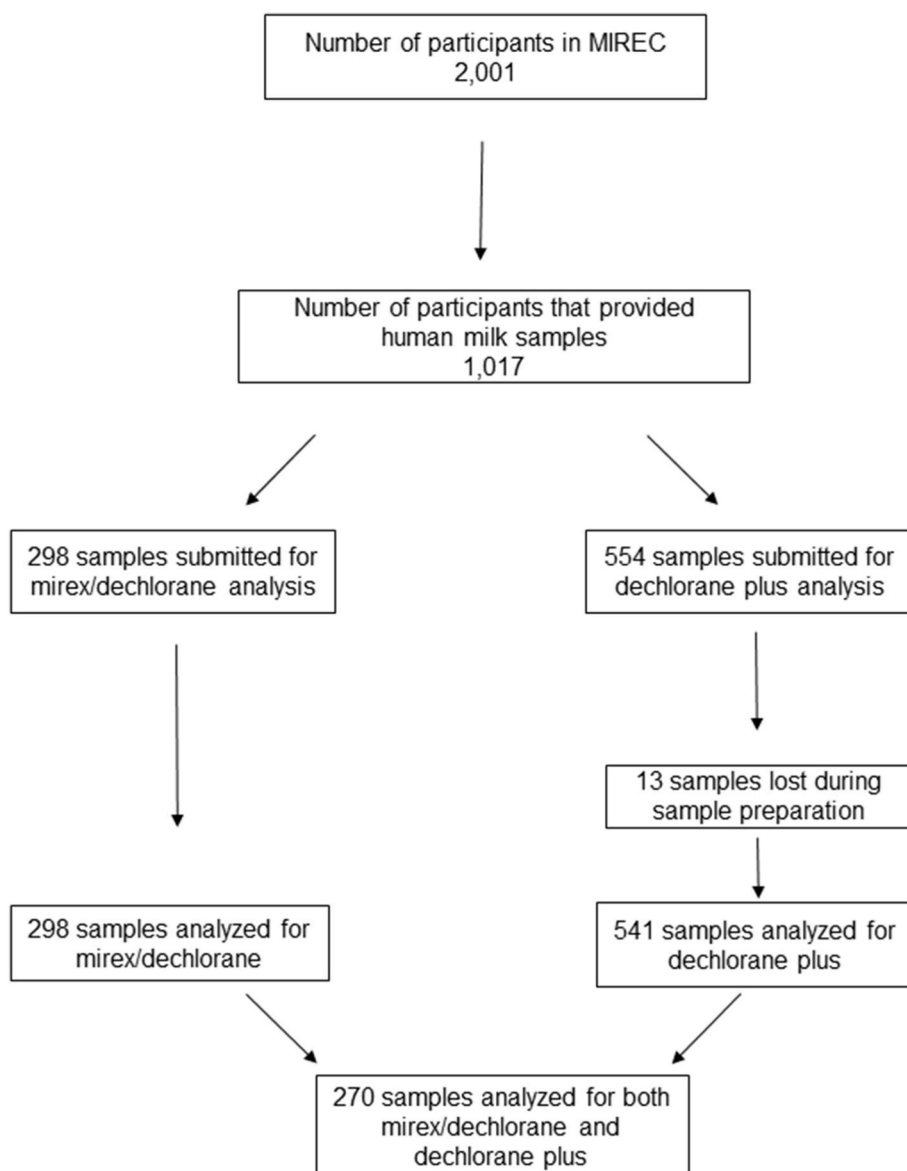 Number of participants in MIREC
2,001
Number of participants that provided
human milk samples
1,017
298 samples submitted for
mirex/dechlorane analysis
554 samples submitted for
dechlorane plus analysis
13 samples lost during
sample preparation
298 samples analyzed for
mirex/dechlorane
541 samples analyzed for
dechlorane plus
270 samples analyzed for both
mirex/dechlorane and
dechlorane plus